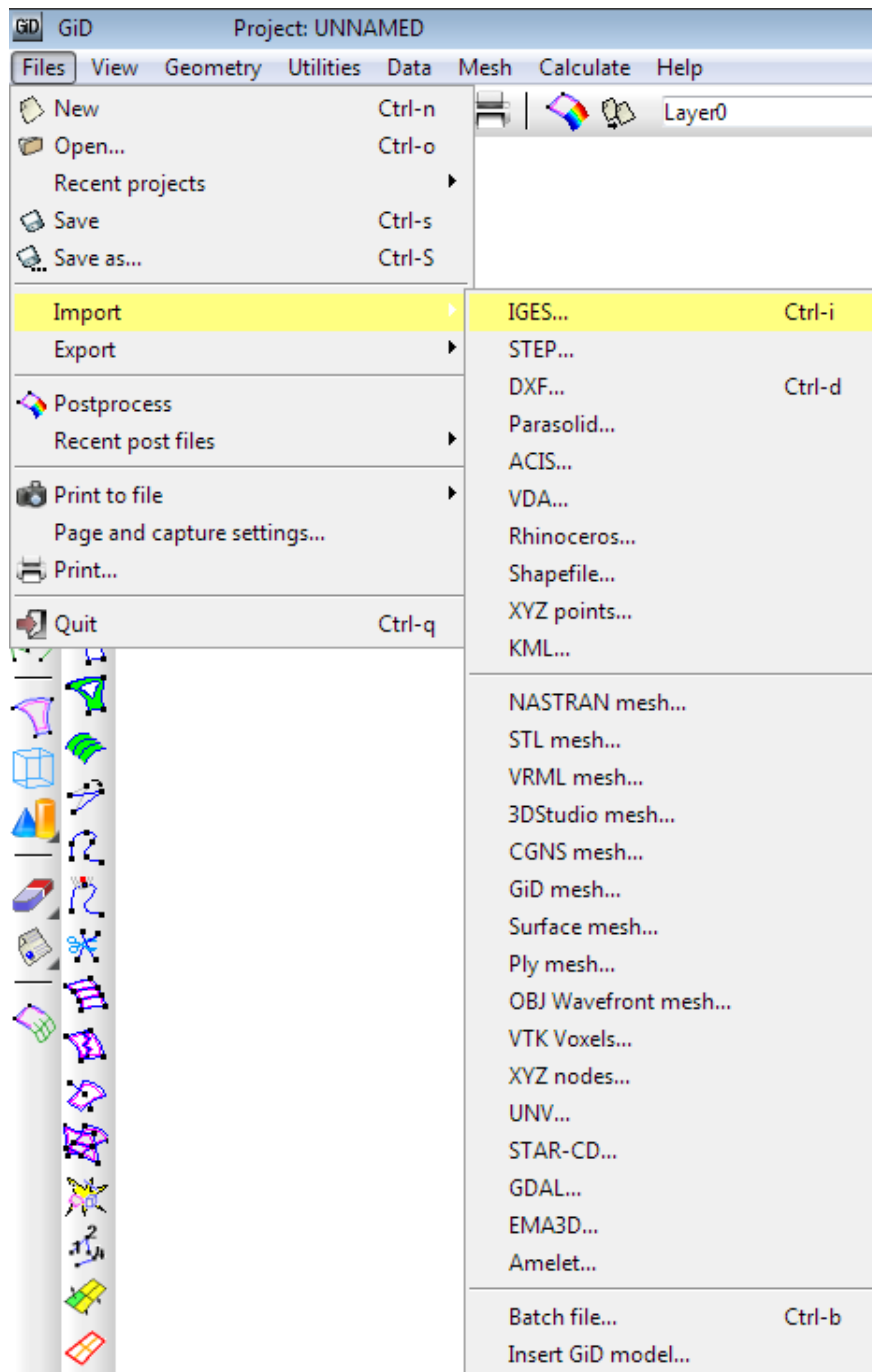 GiD GiD Project: UNNAMED
Files View Geometry Utilities Data Mesh Calculate Help
Layer0
New Ctrl-n
Open... Ctrl-o
Recent projects
Save Ctrl-s
Save as... Ctrl-S
Import
Export
Postprocess
Recent post files
Print to file
Page and capture settings...
Print...
Quit Ctrl-q
IGES... Ctrl-i
STEP...
DXF... Ctrl-d
Parasolid...
ACIS...
VDA...
Rhinoceros...
Shapefile...
XYZ points...
KML...
NASTRAN mesh...
STL mesh...
VRML mesh...
3DStudio mesh...
CGNS mesh...
GiD mesh...
Surface mesh...
Ply mesh...
OBJ Wavefront mesh...
VTK Voxels...
XYZ nodes...
UNV...
STAR-CD...
GDAL...
EMA3D...
Amelet...
Batch file... Ctrl-b
Insert GiD model...